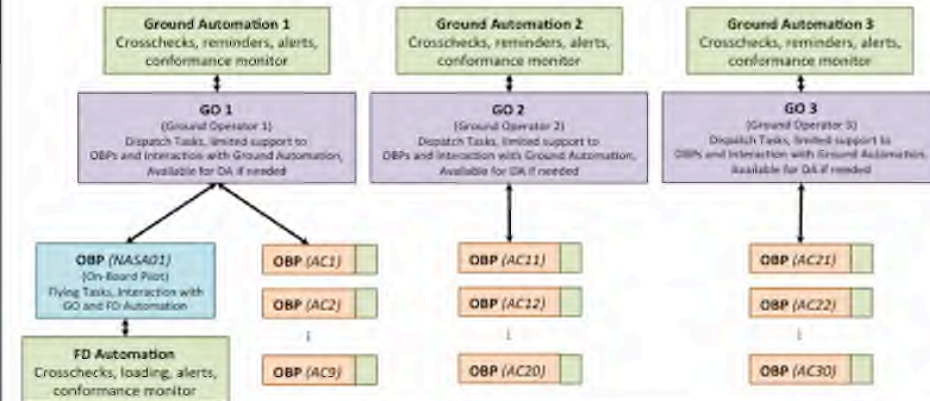 Ground Automation 1
Crosschecks, reminders, alerts,
conformance monitor
Ground Automation 2
Crosschecks, reminders, alerts,
conformance monitor
Ground Automation 3
Crosschecks, reminders, alerts,
conformance monitor
GO 1
(Ground Operator 1)
Dispatch Tasks, limited support to
OBPs and Interaction with Ground Automation,
Available for DA if needed
GO 2
(Ground Operator 2)
Dispatch Tasks, limited support to
OBPs and Interaction with Ground Automation,
Available for DA if needed
GO 3
(Ground Operator 3)
Dispatch Tasks, limited support to
OBPs and Interaction with Ground Automation,
Available for DA if needed
OBP (NASA01)
(On-Board Pilot)
Flying Tasks, Interaction with
GO and FD Automation
FD Automation
Crosschecks, loading, alerts,
conformance monitor
OBP (AC1)
OBP (AC2)
OBP (AC9)
OBP (AC11)
OBP (AC12)
OBP (AC20)
OBP (AC21)
OBP (AC22)
OBP (AC30)